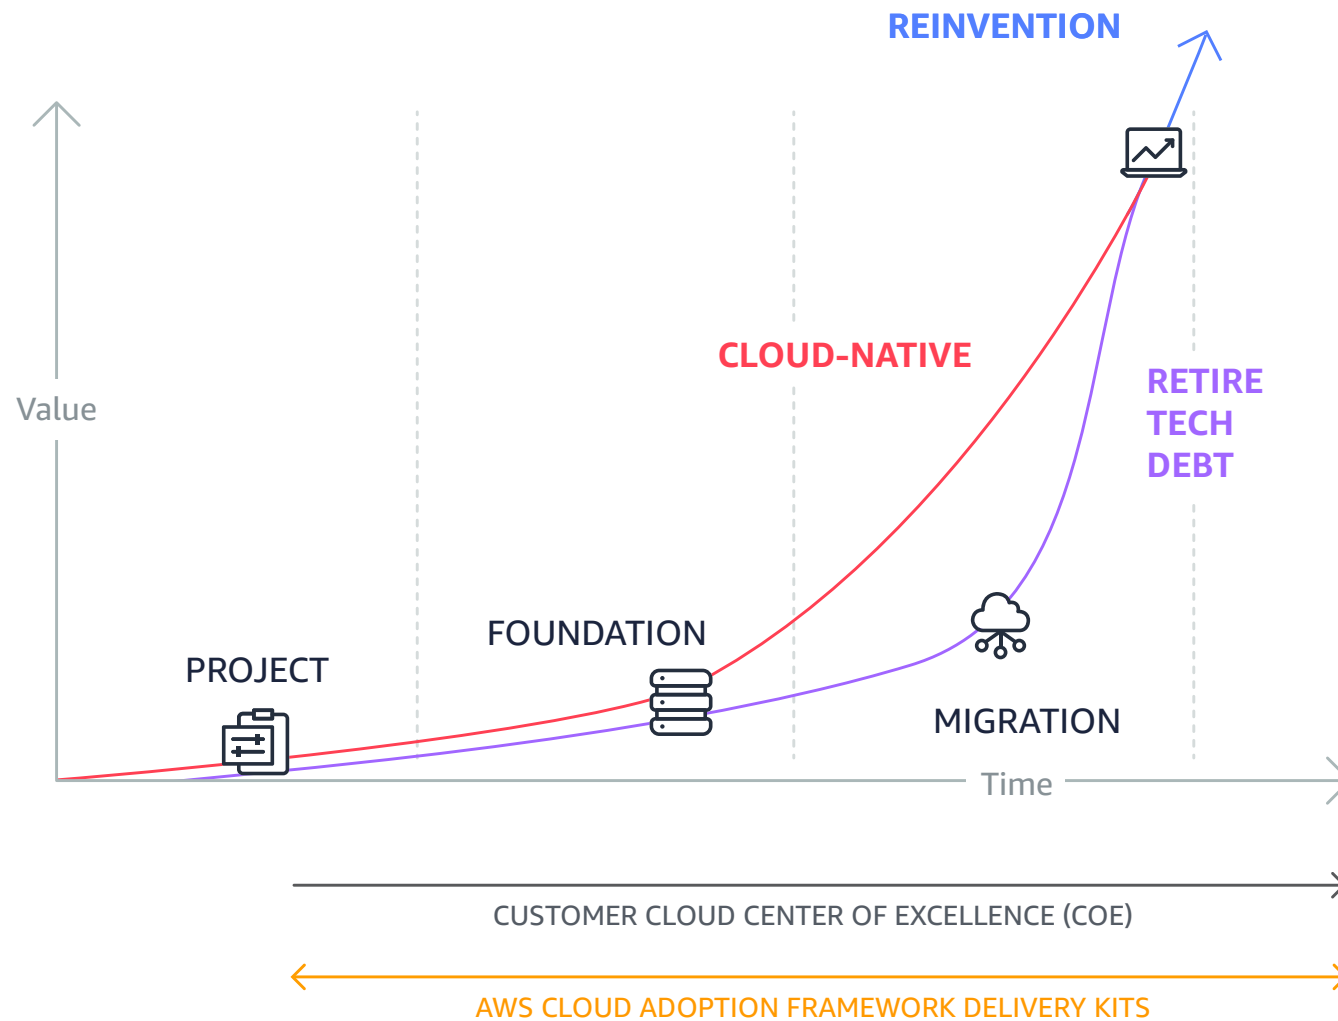 REINVENTION
CLOUD-NATIVE
RETIRE
TECH
DEBT
Value
FOUNDATION
PROJECT
MIGRATION
Time
CUSTOMER CLOUD CENTER OF EXCELLENCE (COE)
AWS CLOUD ADOPTION FRAMEWORK DELIVERY KITS